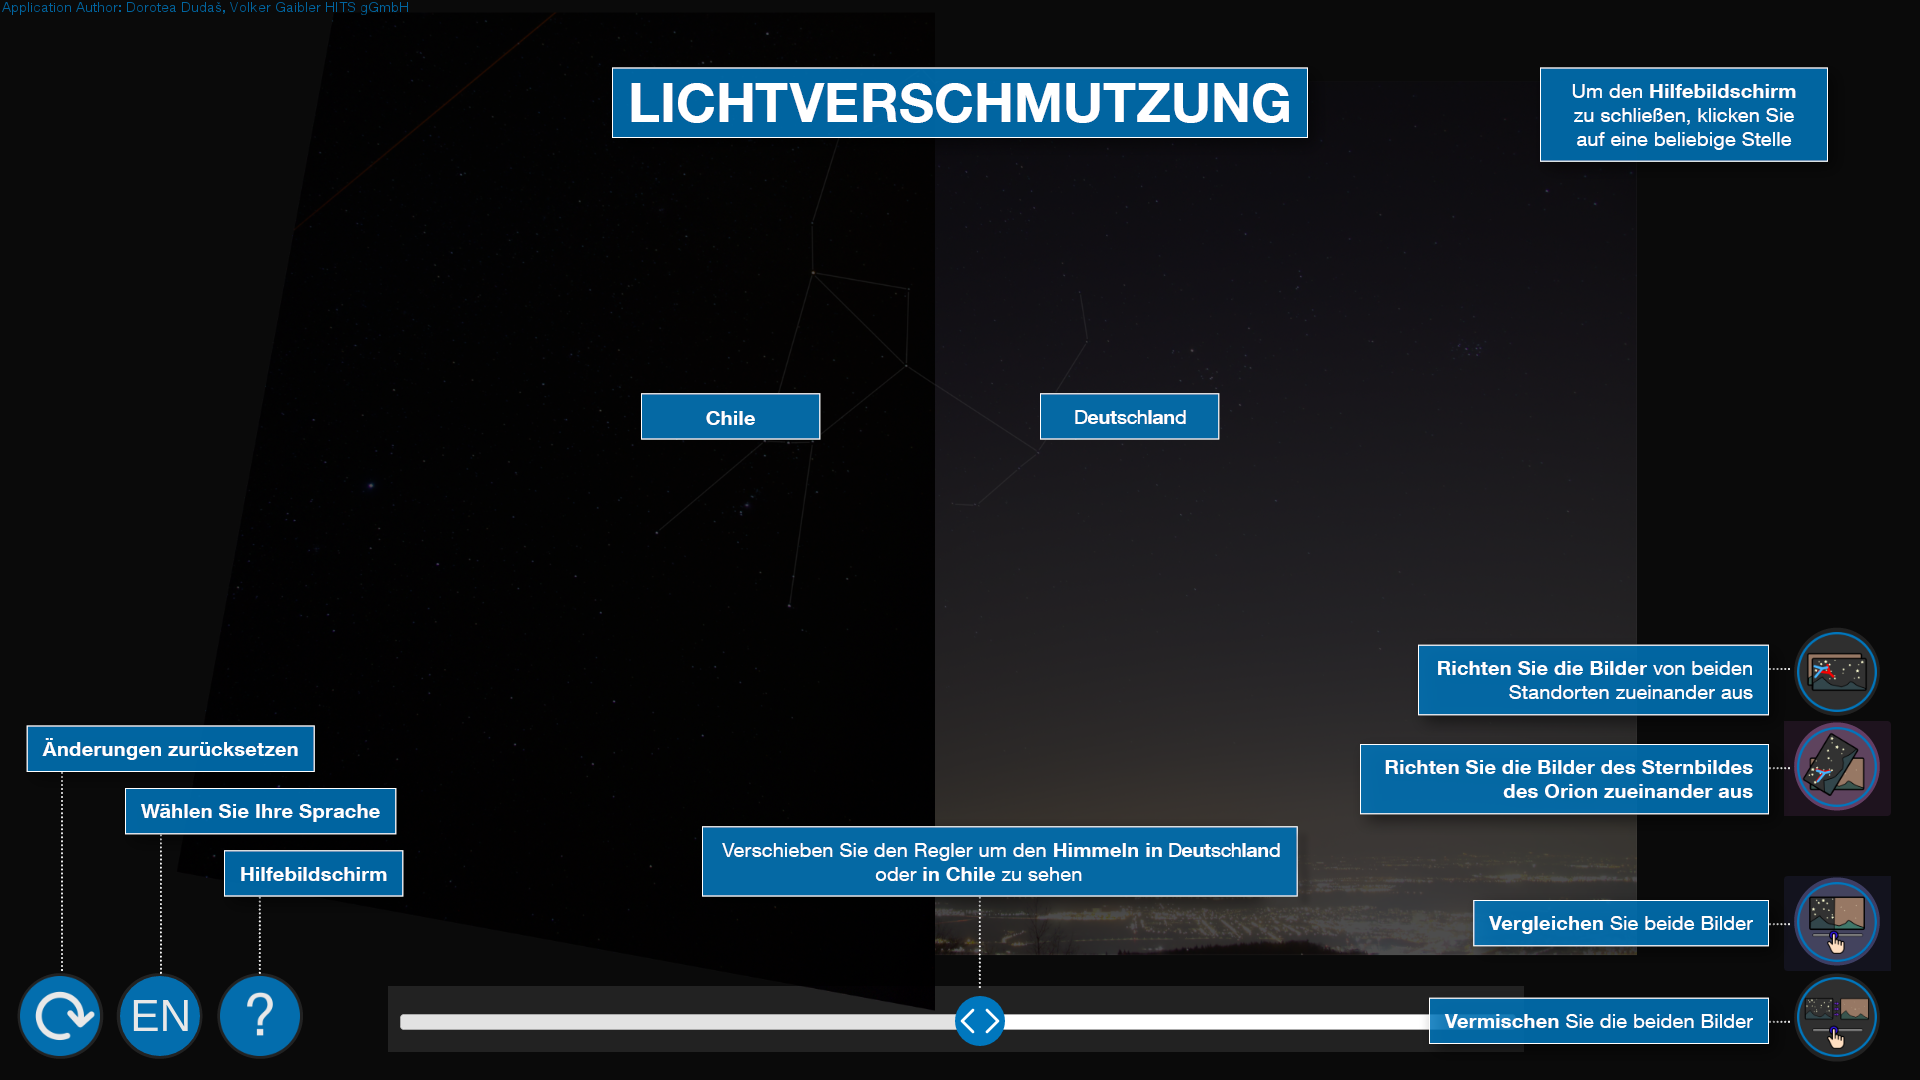 Application Author: Dorotea Dudaš, Volker Gaibler HITS gGmbH
LICHTVERSCHMUTZUNG
Um den Hilfebildschirm
zu schließen, klicken Sie
auf eine beliebige Stelle
Chile
Deutschland
Richten Sie die Bilder von beiden
Standorten zueinander aus
Richten Sie die Bilder des Sternbildes
des Orion zueinander aus
Änderungen zurücksetzen
Wählen Sie Ihre Sprache
Hilfebildschirm
Verschieben Sie den Regler um den Himmeln in Deutschland
oder in Chile zu sehen
Vergleichen Sie beide Bilder
Vermischen Sie die beiden Bilder
EN
?